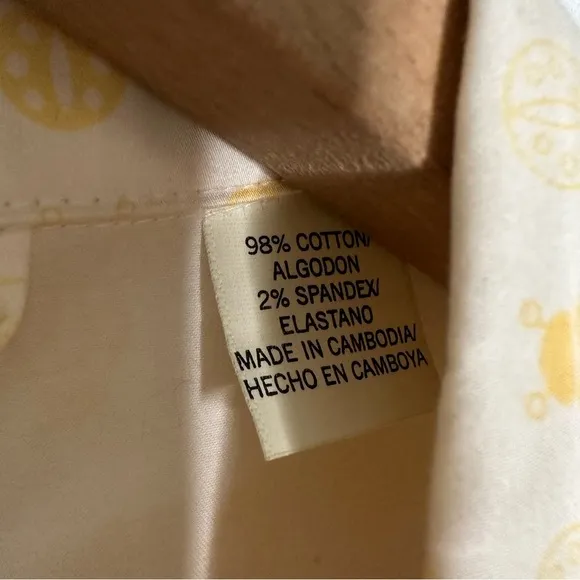 98% COTTON/
ALGODON
2% SPANDEX/
ELASTANO
MADE IN CAMBODIA/
HECHO EN CAMBOYA